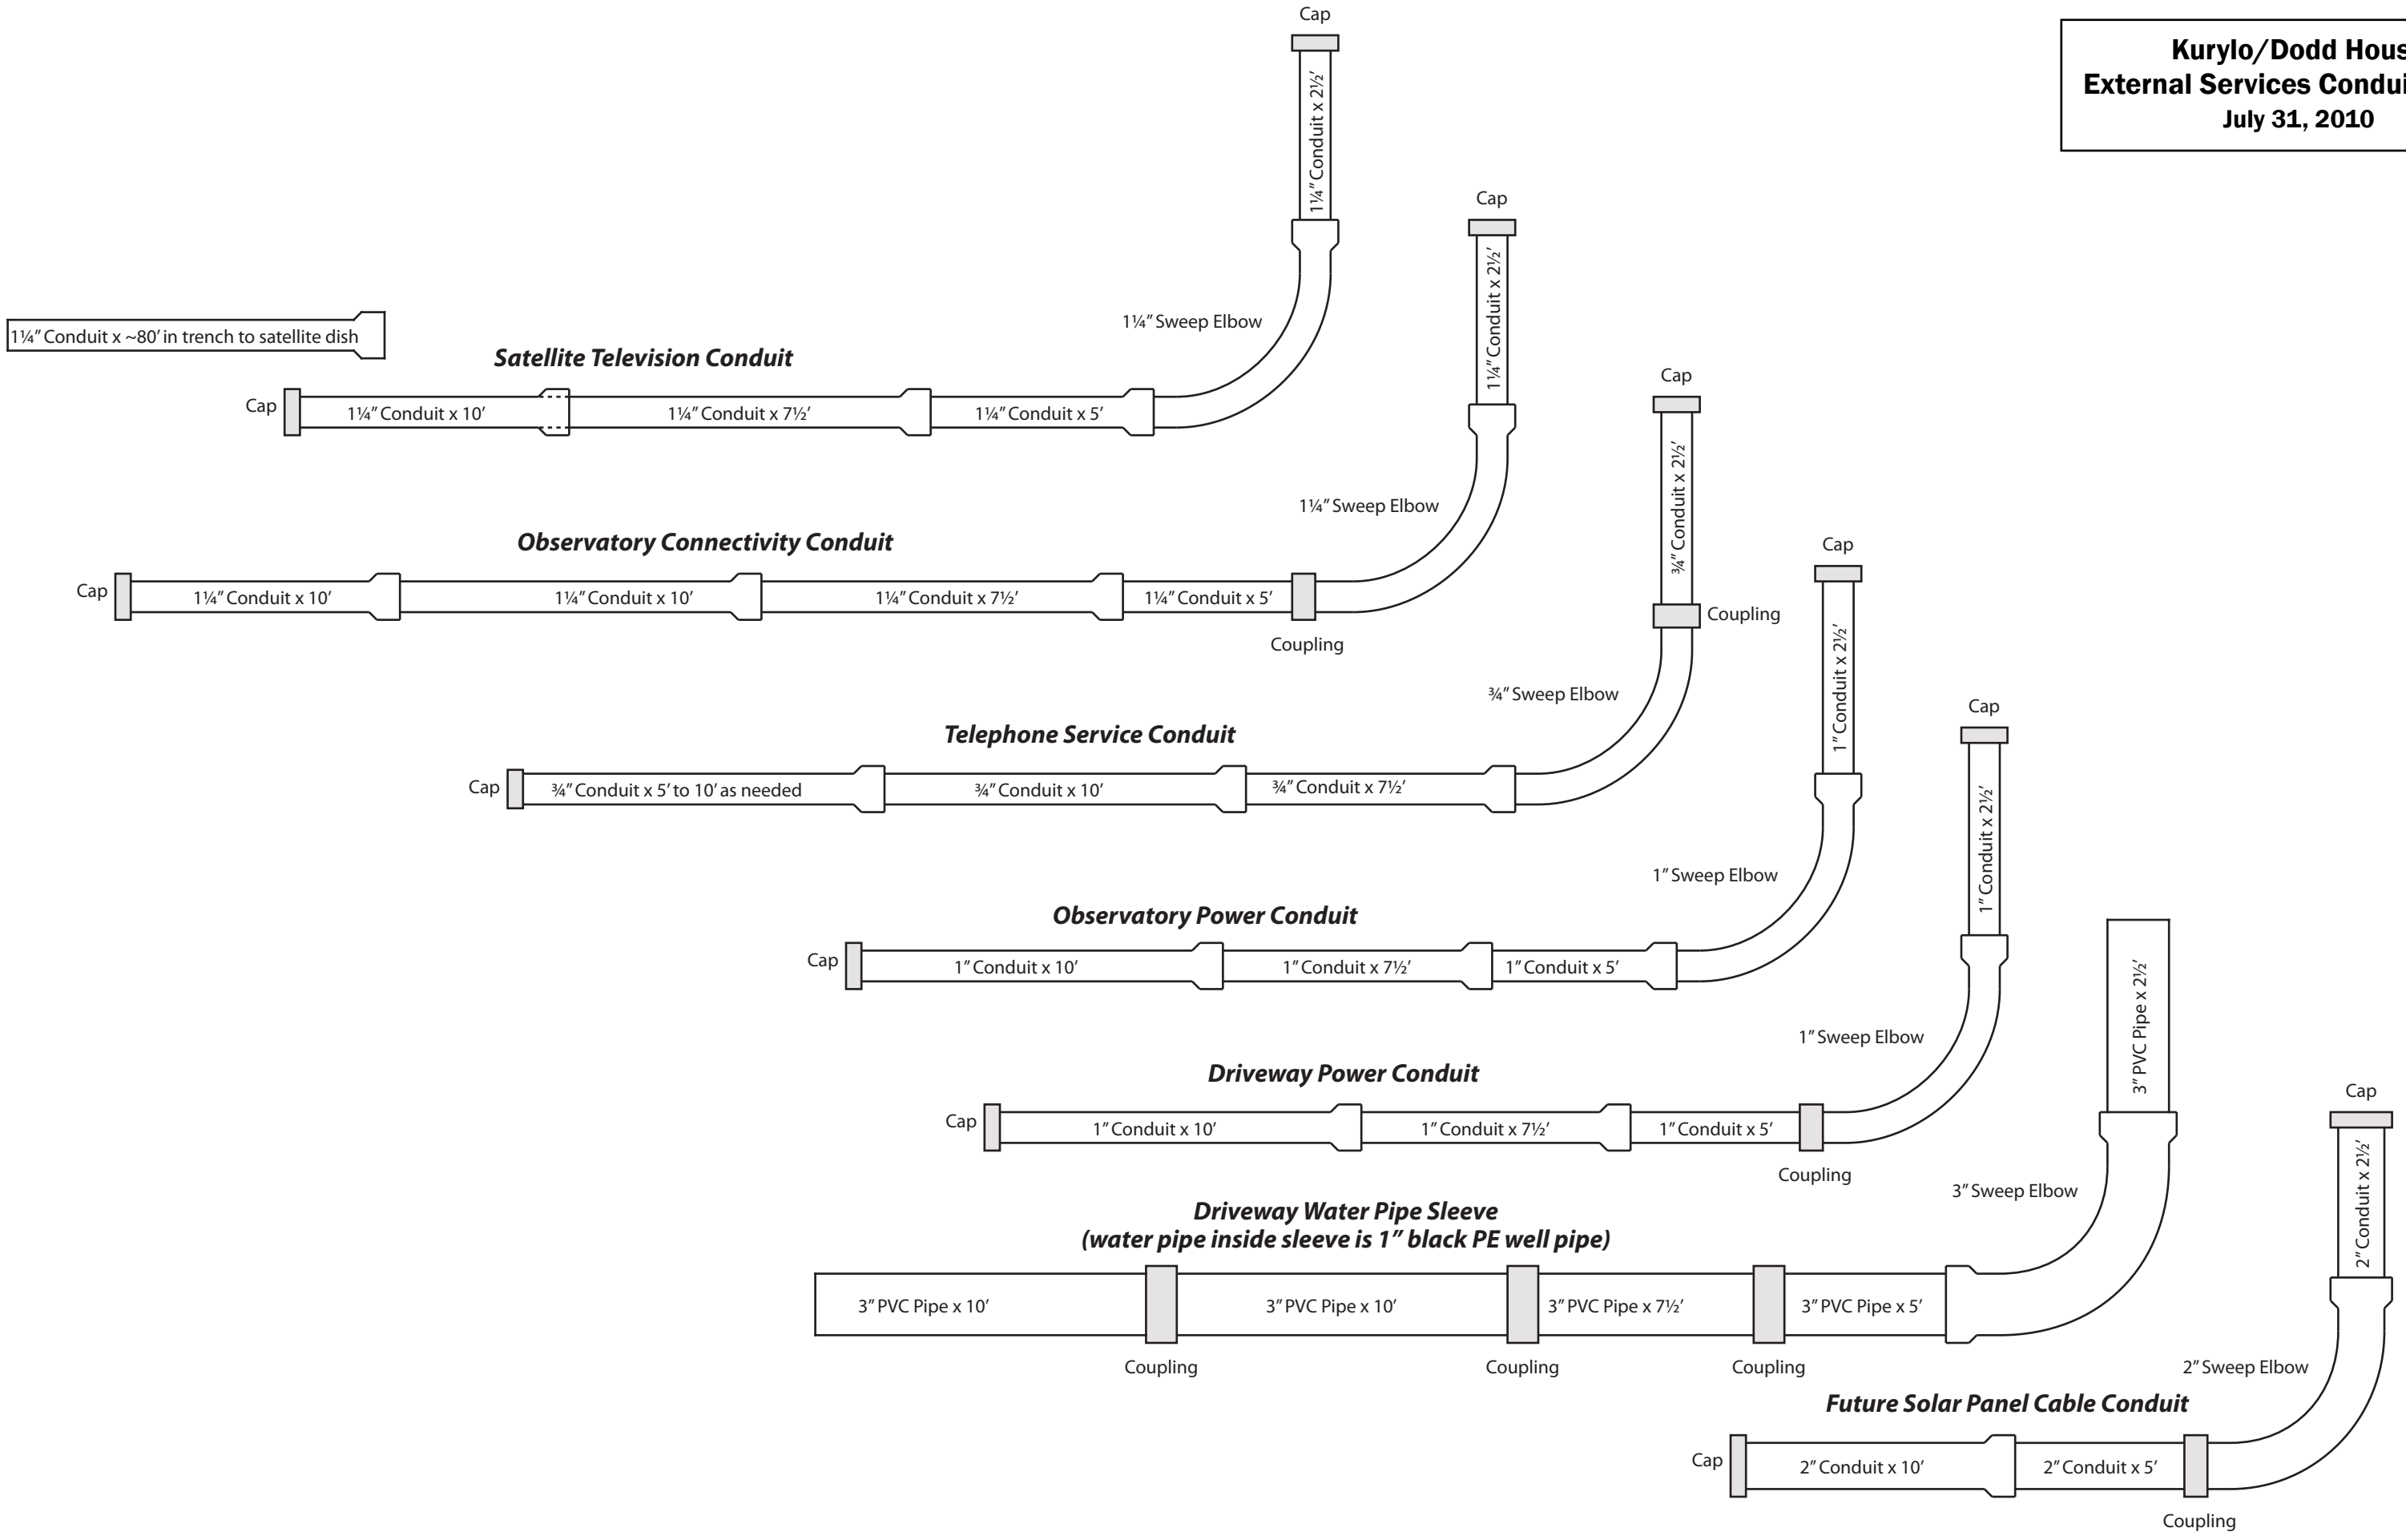 Cap
Kurylo/Dodd Hous
External Services Condui
July 31, 2010
1¼” Conduit x 2½’
Cap
1¼” Conduit x 2½’
1¼” Sweep Elbow
1¼” Conduit x ~80’ in trench to satellite dish
Satellite Television Conduit
Cap
1¼” Conduit x 10’
1¼” Conduit x 7½’
1¼” Conduit x 5’
Cap
¾” Conduit x 2½’
1¼” Sweep Elbow
Observatory Connectivity Conduit
Cap
1¼” Conduit x 10’
1¼” Conduit x 10’
1¼” Conduit x 7½’
1¼” Conduit x 5’
Coupling
Coupling
Cap
1” Conduit x 2½’
¾” Sweep Elbow
Telephone Service Conduit
Cap
¾” Conduit x 5’ to 10’ as needed
¾” Conduit x 10’
¾” Conduit x 7½’
Cap
1” Conduit x 2½’
1” Sweep Elbow
Observatory Power Conduit
Cap
1” Conduit x 10’
1” Conduit x 7½’
1” Conduit x 5’
3” PVC Pipe x 2½’
1” Sweep Elbow
Driveway Power Conduit
Cap
1” Conduit x 10’
1” Conduit x 7½’
1” Conduit x 5’
Coupling
Cap
2” Conduit x 2½’
3” Sweep Elbow
Driveway Water Pipe Sleeve
(water pipe inside sleeve is 1” black PE well pipe)
3” PVC Pipe x 10’
3” PVC Pipe x 10’
3” PVC Pipe x 7½’
3” PVC Pipe x 5’
Coupling
Coupling
Coupling
2” Sweep Elbow
Future Solar Panel Cable Conduit
Cap
2” Conduit x 10’
2” Conduit x 5’
Coupling